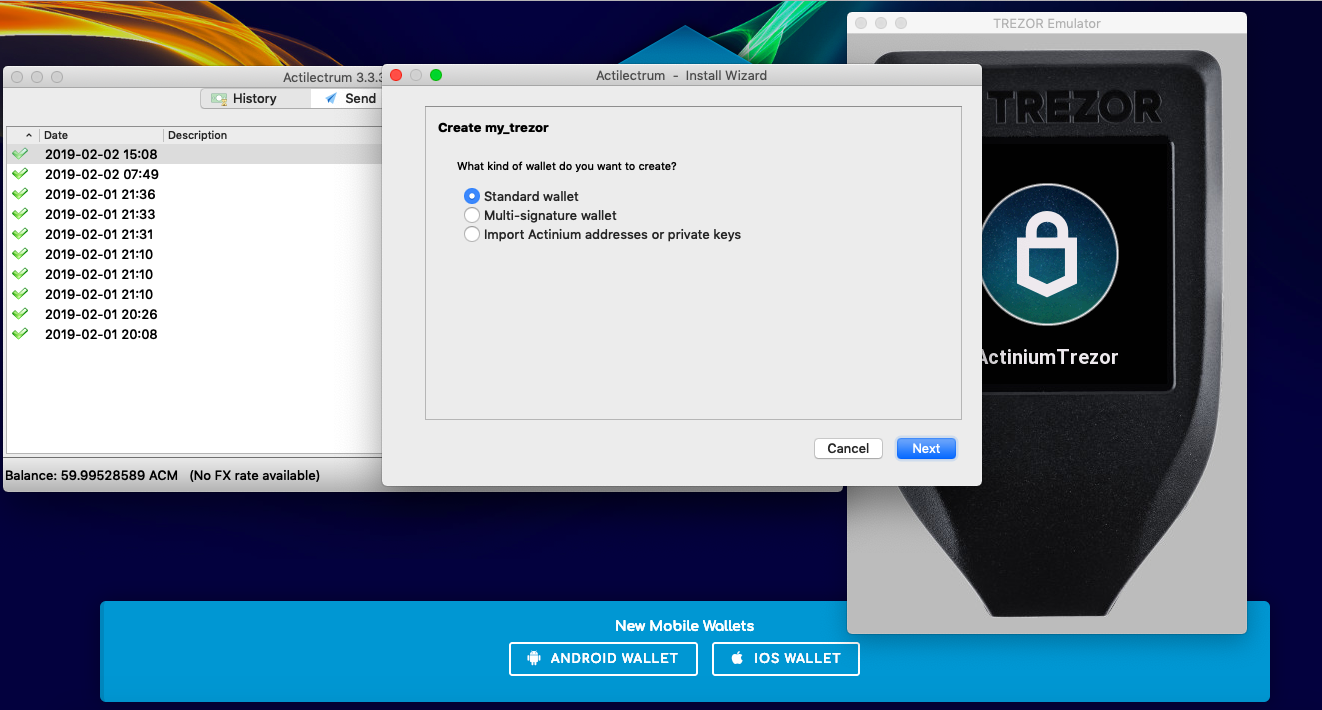 TREZOR Emulator
Actilectrum 3.3.3
Actilectrum - Install Wizard
History
Send
Date
Description
2019-02-02 15:08
2019-02-02 07:49
2019-02-01 21:36
2019-02-01 21:33
2019-02-01 21:31
2019-02-01 21:10
2019-02-01 21:10
2019-02-01 21:10
2019-02-01 20:26
2019-02-01 20:08
Balance: 59.99528589 ACM (No FX rate available)
Create my_trezor
What kind of wallet do you want to create?
Standard wallet
Multi-signature wallet
Import Actinium addresses or private keys
Cancel
Next
TREZOR
ActiniumTrezor
New Mobile Wallets
ANDROID WALLET
IOS WALLET